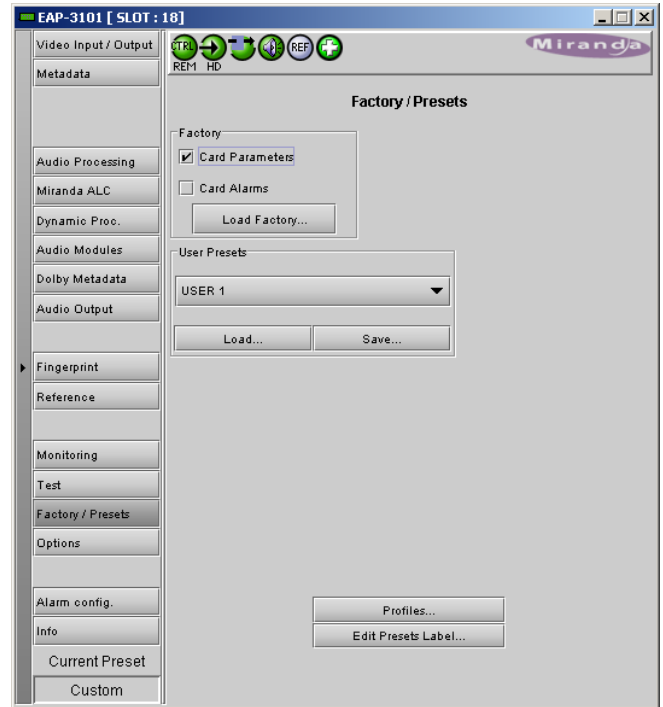 EAP-3101 [ SLOT : 18]
Video Input / Output
Metadata
Audio Processing
Miranda ALC
Dynamic Proc.
Audio Modules
Dolby Metadata
Audio Output
Fingerprint
Reference
Monitoring
Test
Factory / Presets
Options
Alarm config.
Info
Current Preset
Custom
CTRL
REF
REM HD
Miranda
Factory / Presets
Factory
Card Parameters
Card Alarms
Load Factory...
User Presets
USER 1
Load... Save...
Profiles...
Edit Presets Label...